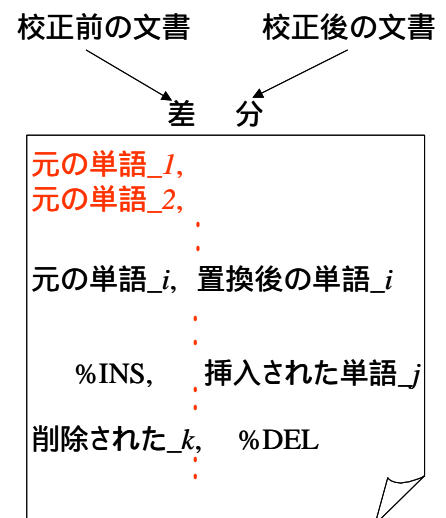 校正前の文書 校正後の文書
差 分
元の単語_1,
元の単語_2,
元の単語_i, 置換後の単語_i
%INS, 挿入された単語_j
削除された_k, %DEL